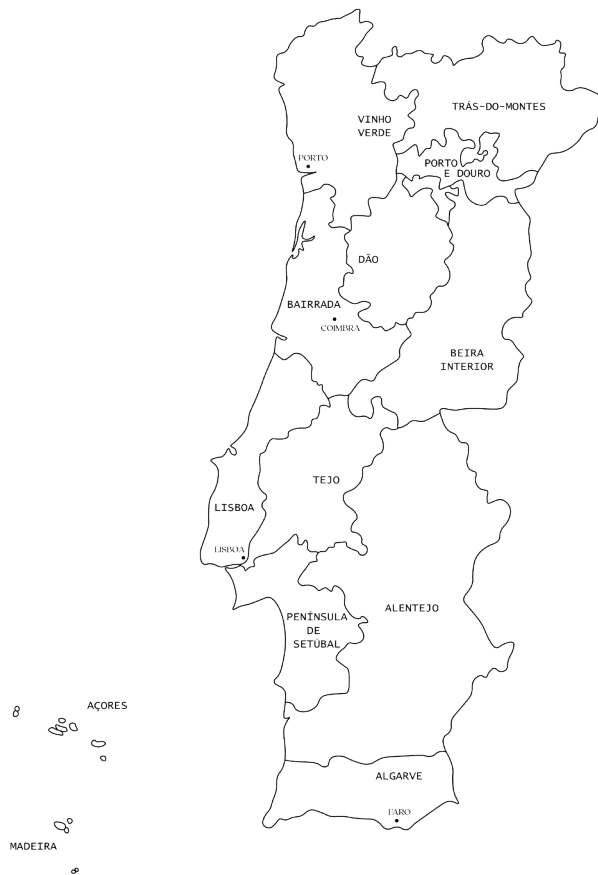 TRÁS-DO-MONTES
VINHO
VERDE
PORTO
PORTO
E DOURO
DÃO
BAIRRADA
COIMBRA
BEIRA
INTERIOR
TEJO
LISBOA
LISBOA
ALENTEJO
PENÍNSULA
DE
SETÚBAL
AÇORES
ALGARVE
FARO
MADEIRA